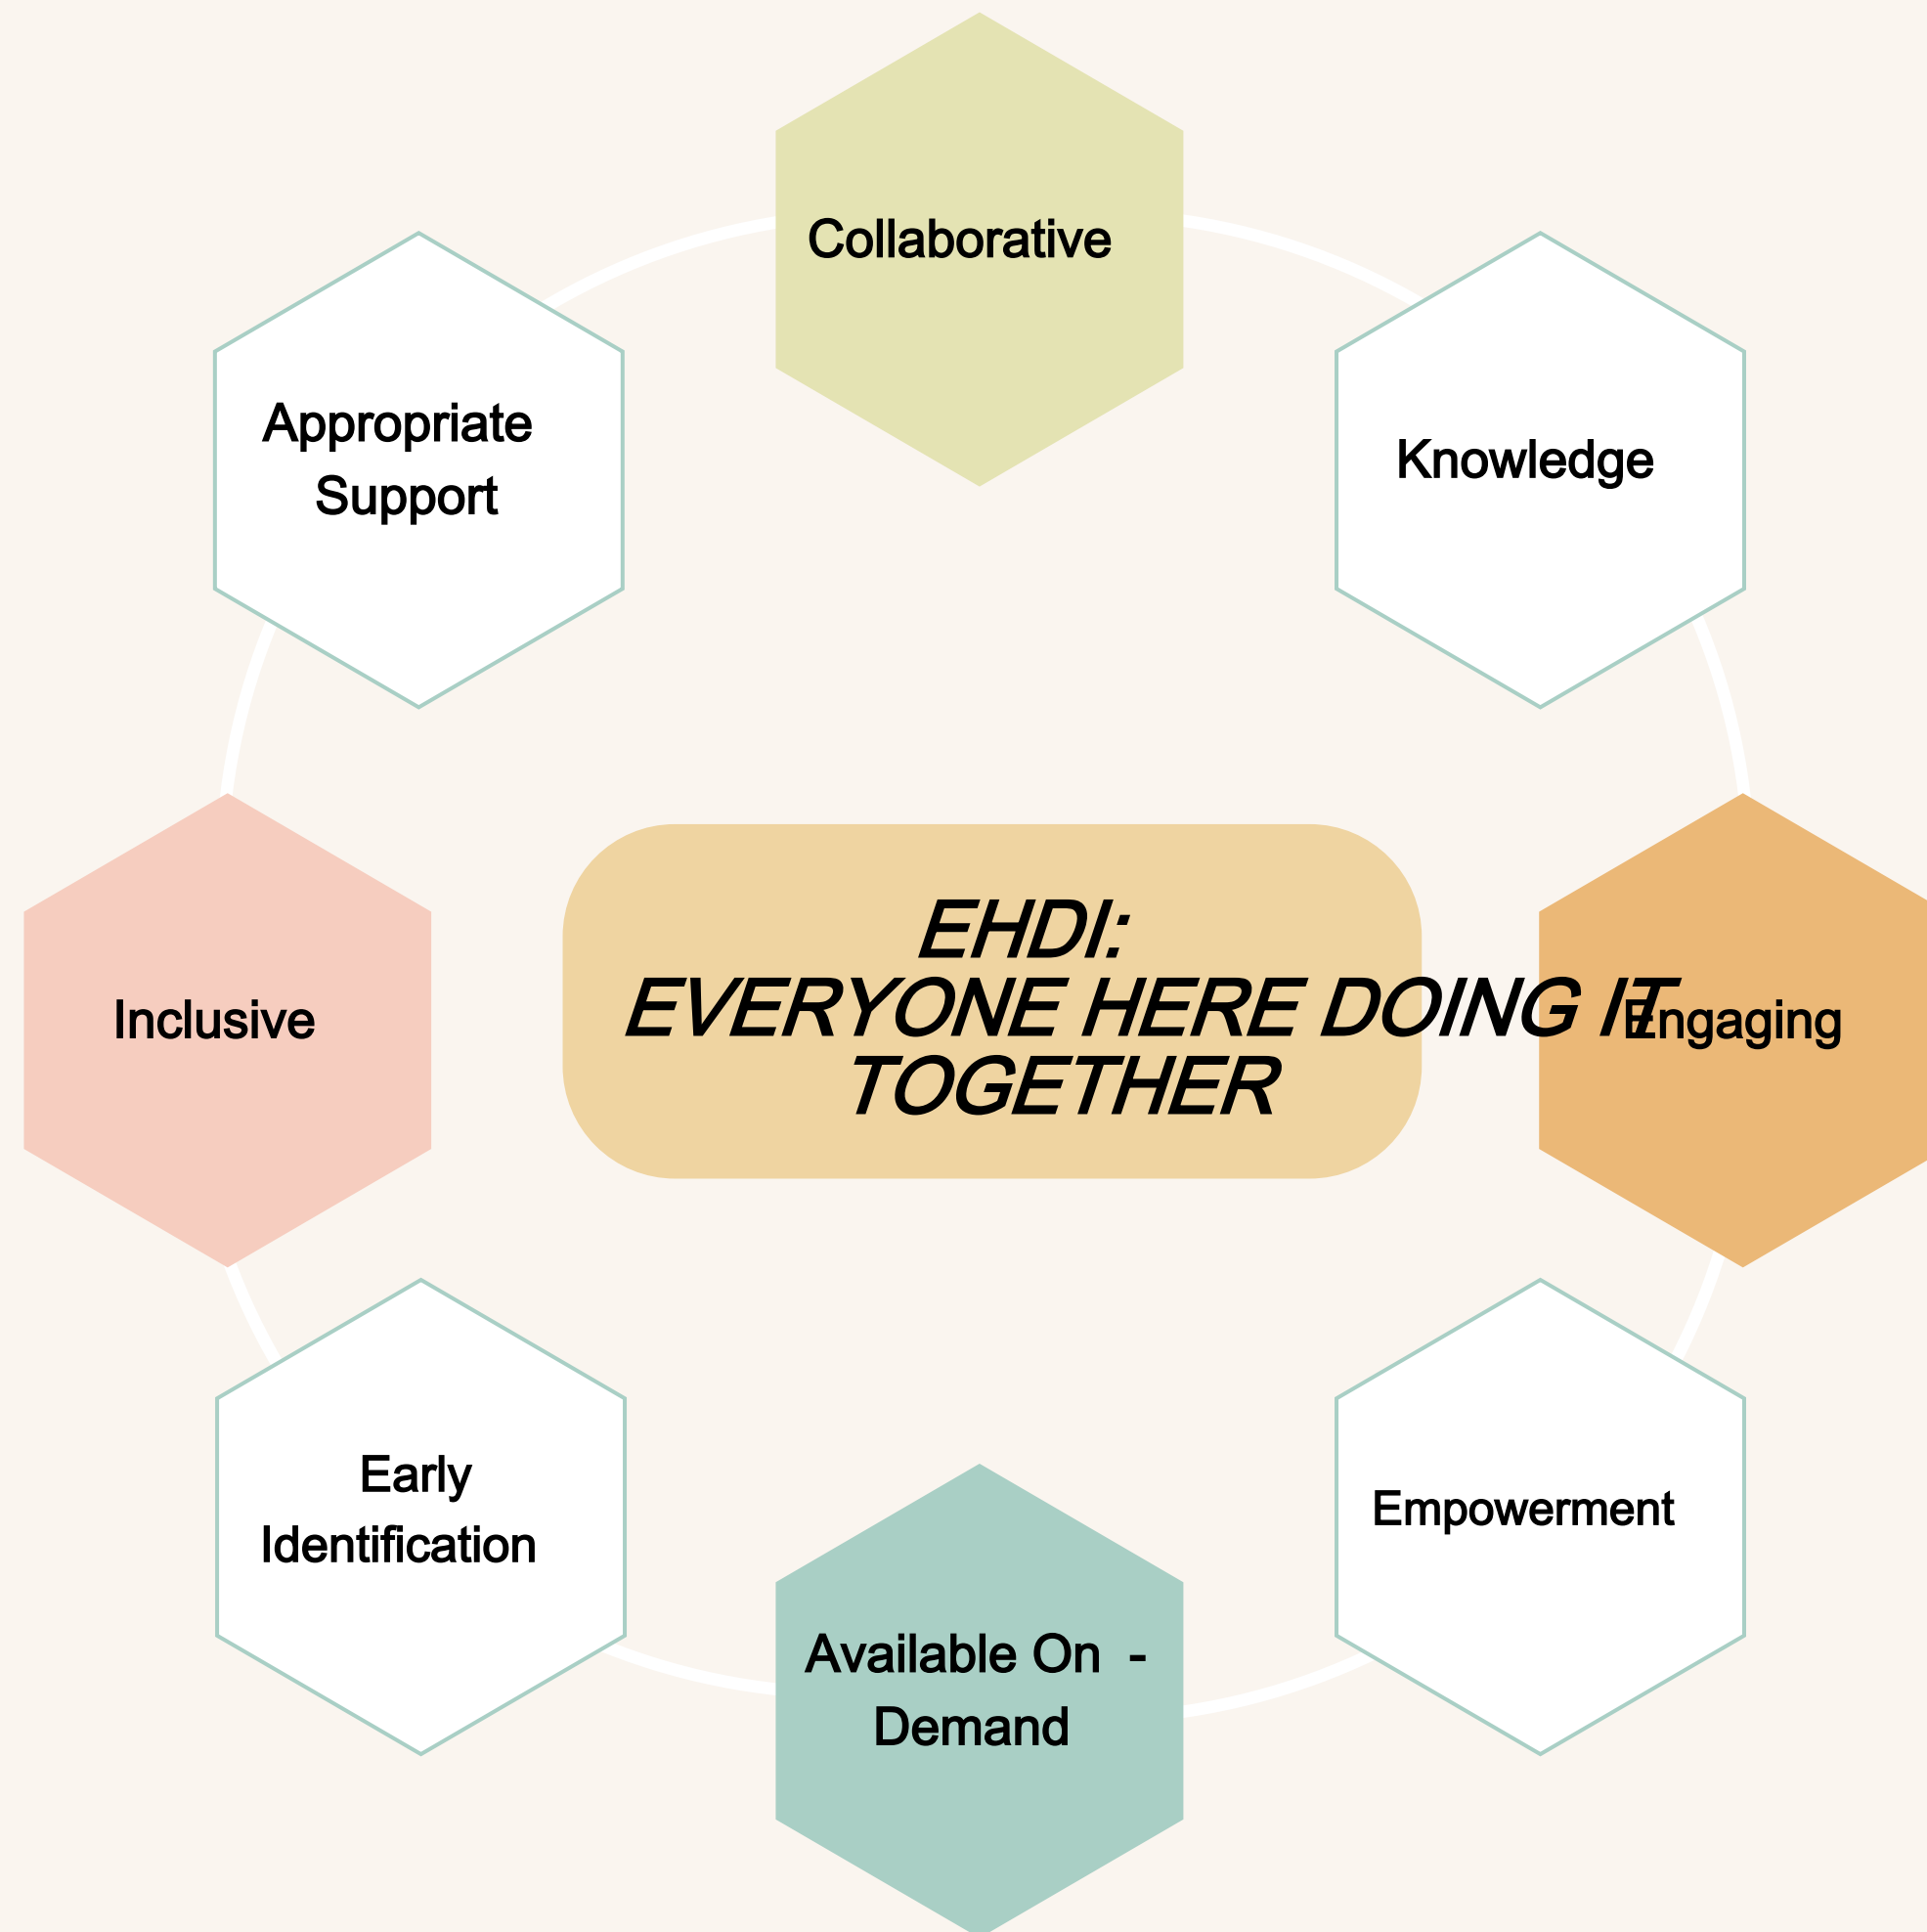 Collaborative
Knowledge
Appropriate
Support
EHDI:
EVERYONE HERE DOING IT
TOGETHER
Inclusive
Engaging
Early
Identification
Empowerment
Available On -
Demand